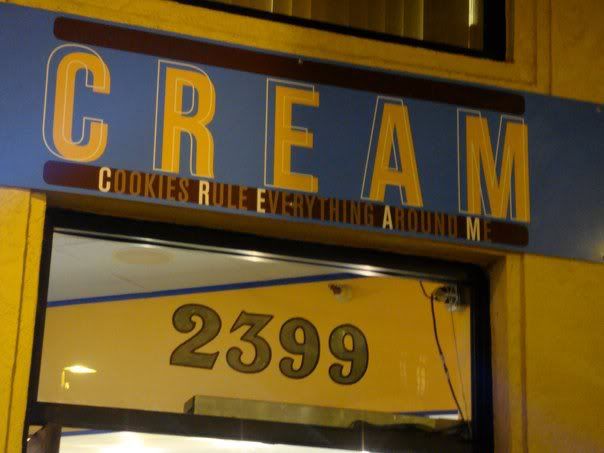 CREAM
COOKIES RULE EVERYTHING AROUND ME
2399